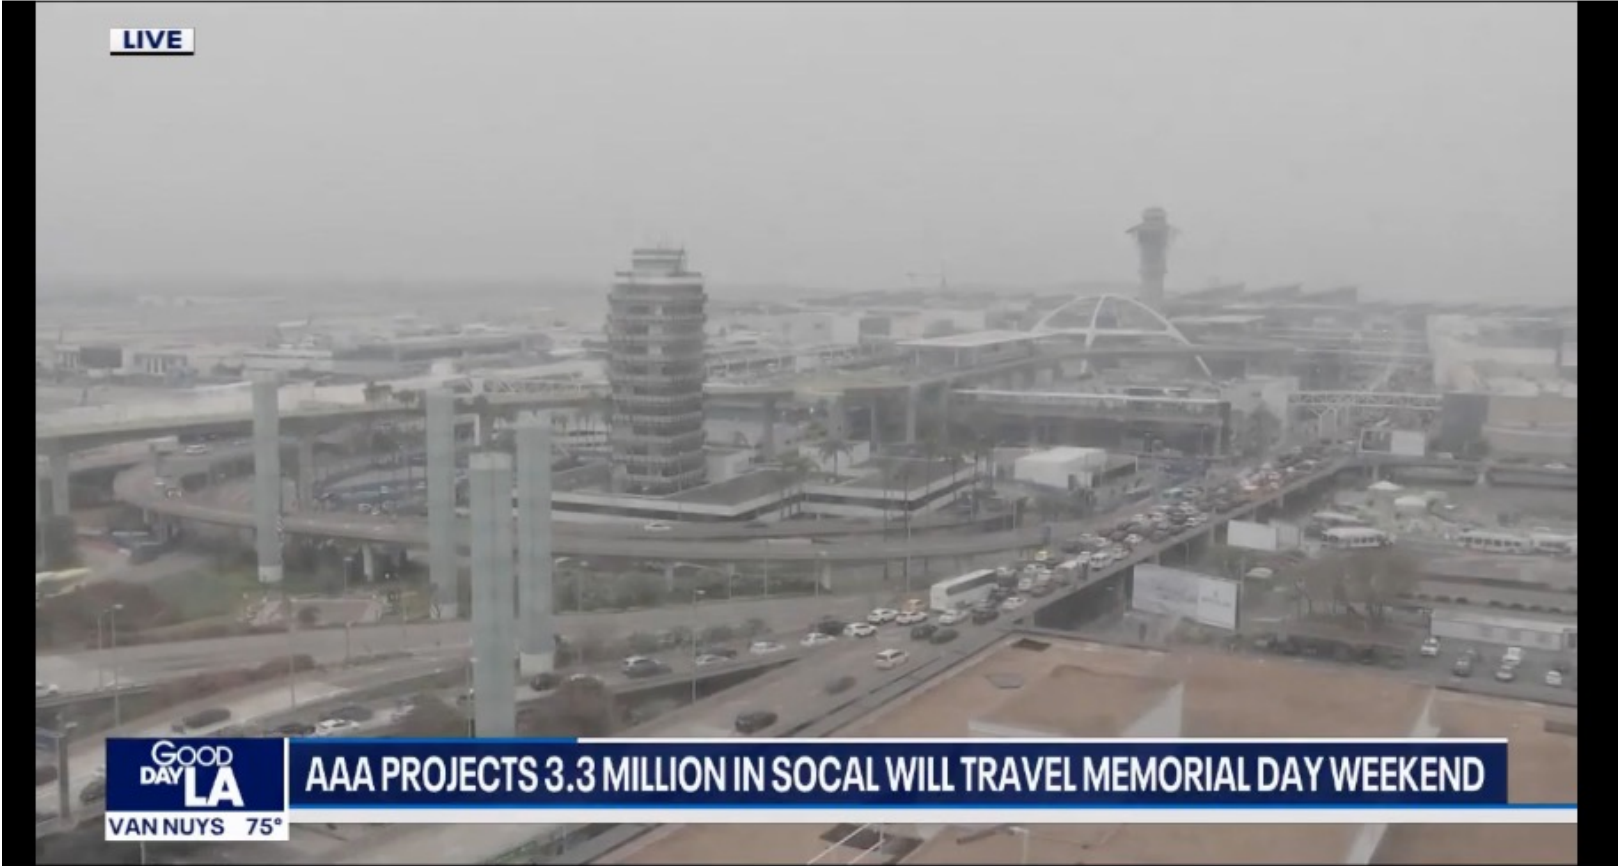 LIVE
GOOD
DAY
LA
AAA PROJECTS 3.3 MILLION IN SOCAL WILL TRAVEL MEMORIAL DAY WEEKEND
VAN NUYS 75°